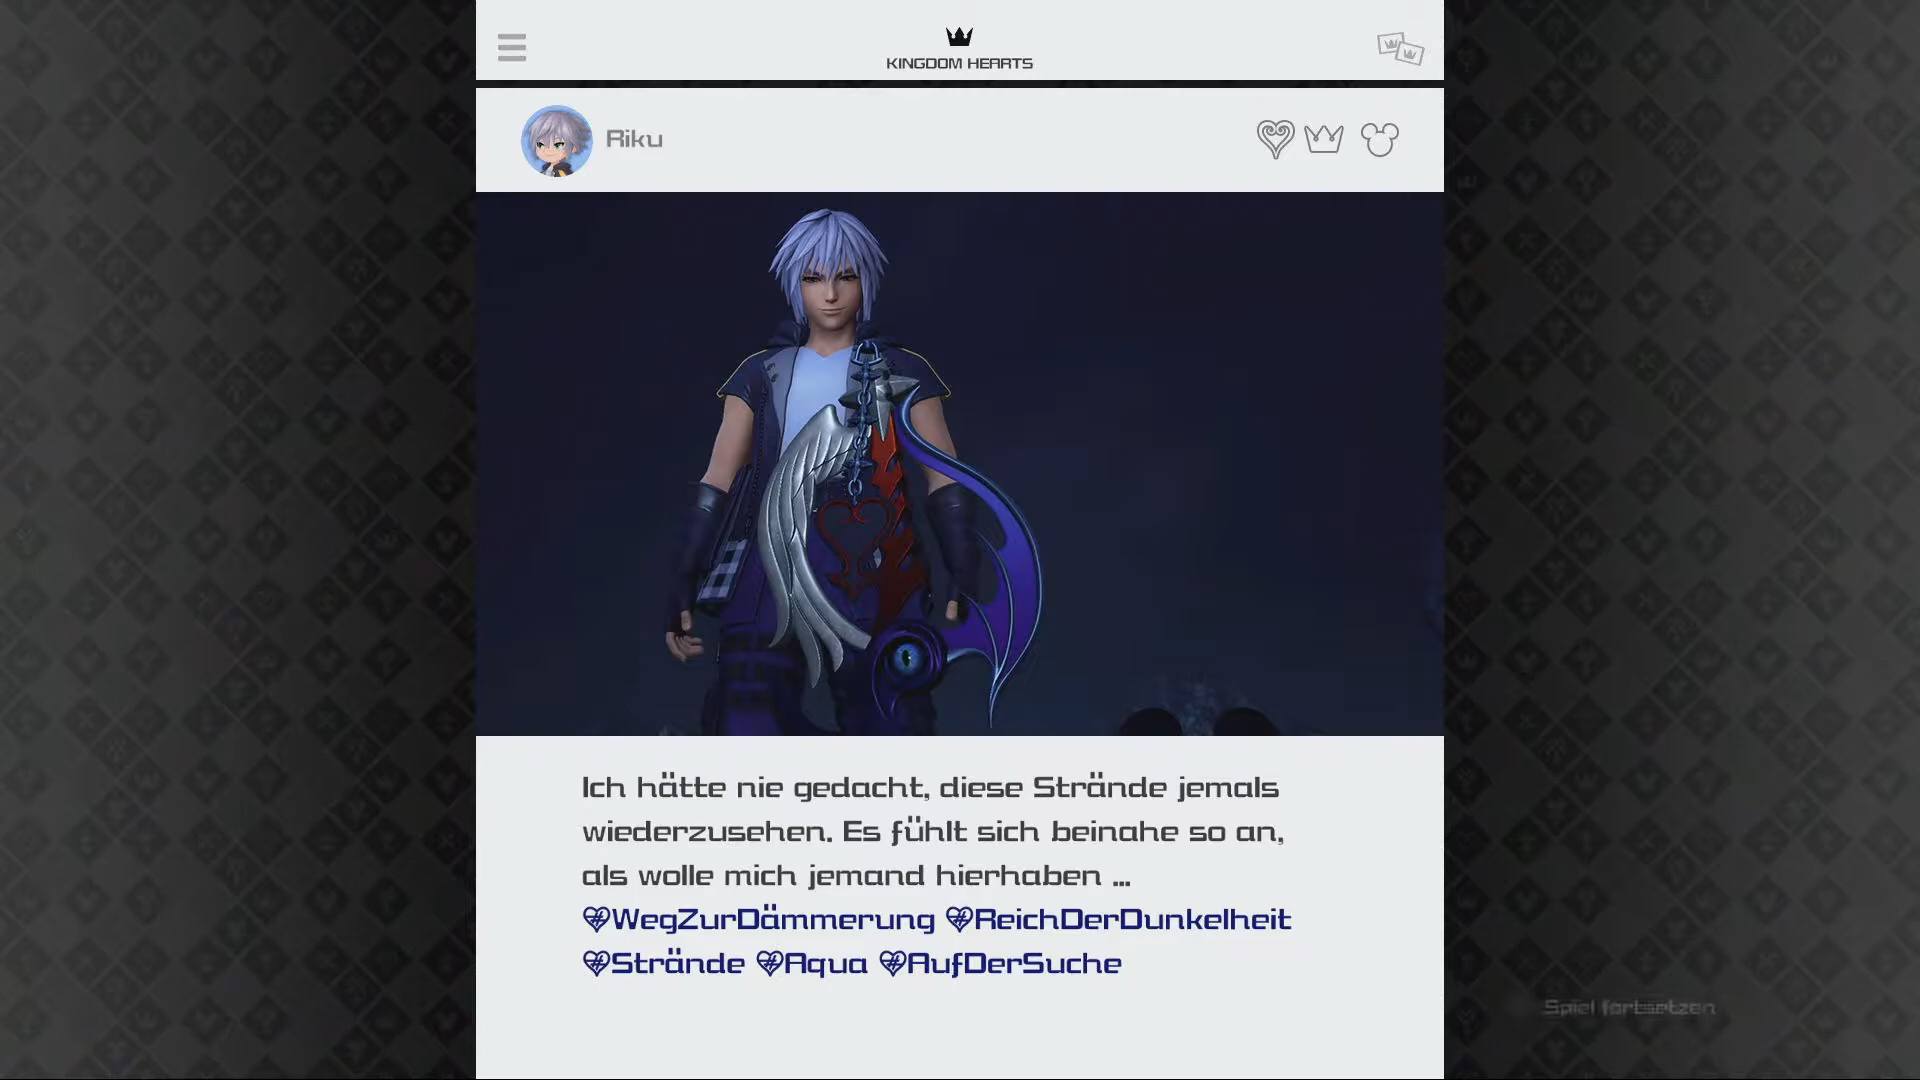 KINGDOM HEARTS
Riku
Ich hätte nie gedacht, diese Strände jemals
wiederzusehen. Es fühlt sich beinahe so an,
als wolle mich jemand hierhaben ...
#WegZurDämmerung #ReichDerDunkelheit
#Strände #Aqua #AufDerSuche
Spiel fortsetzen